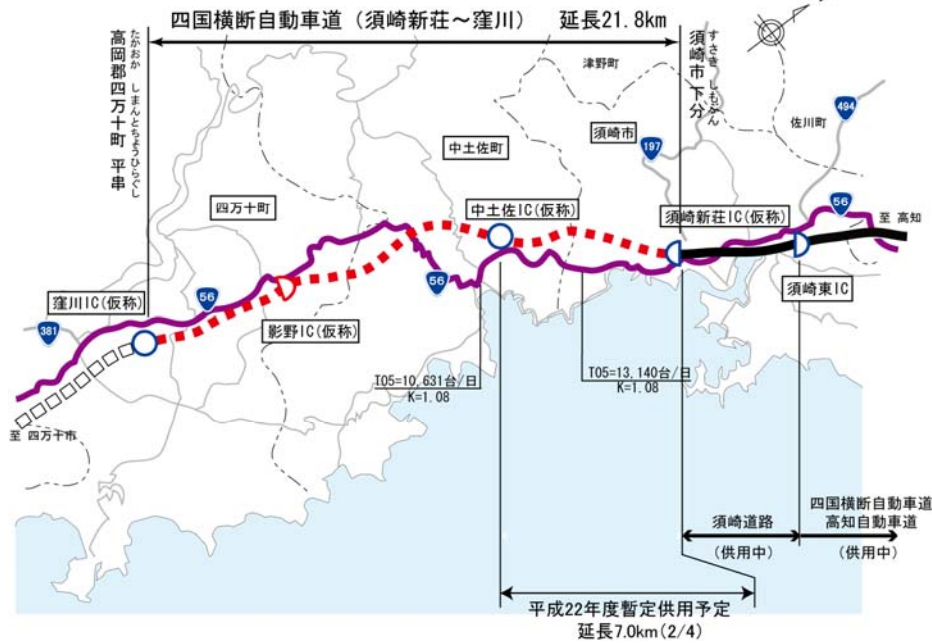 四国横断自動車道（須崎新荘～窪川）　延長21.8km
たかおか　しまんとちょうひらぐし
高岡郡四万十町 平串
すさき しもぶん
須崎市 下分
津野町
494
佐川町
須崎市
197
中土佐町
四万十町
中土佐IC(仮称)
須崎新荘IC(仮称)
56
至 高知
窪川IC(仮称)
56
56
須崎東IC
381
影野IC(仮称)
T05=10,631台/日
K=1.08
T05=13,140台/日
K=1.08
至 四万十市
須崎道路
(供用中)
四国横断自動車道
高知自動車道
(供用中)
平成22年度暫定供用予定
延長7.0km(2/4)